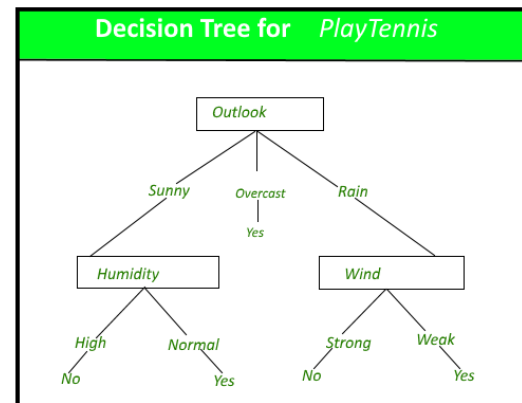 Decision Tree for PlayTennis
Outlook
Sunny Overcast Rain
Yes
Humidity Wind
High Normal Strong Weak
No Yes No Yes